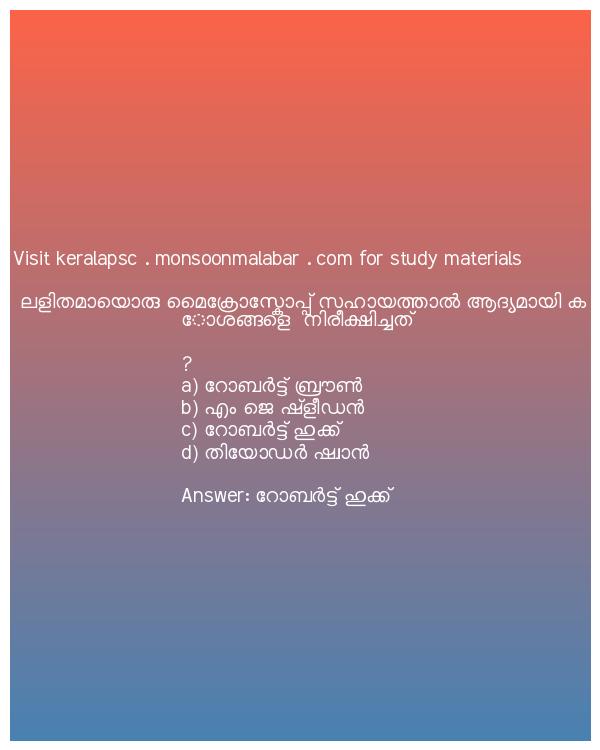 Visit keralapsc . monsoonmalabar . com for study materials
ലളിതമായൊരു മൈക്രോസ്കോപ്പ് സഹായത്താൽ ആദ്യമായി ക
ോശങ്ങളെ നിരീക്ഷിച്ചത്
?
a) റോബർട്ട് ബ്രൗൺ
b) എം ജെ ഷ്ളീഡൻ
c) റോബർട്ട് ഹുക്ക്
d) തിയോഡർ ഷ്വാൻ
Answer: റോബർട്ട് ഹുക്ക്